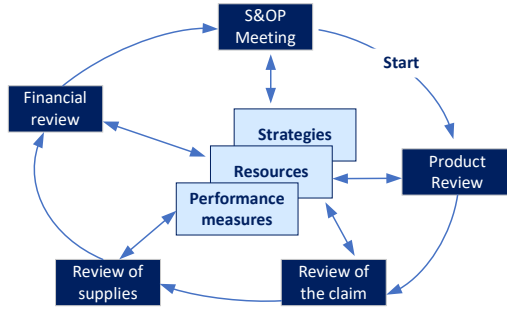 S&OP
Meeting
Start
Financial
review
Strategies
Resources
Product
Review
Performance
measures
Review of
supplies
Review of
the claim